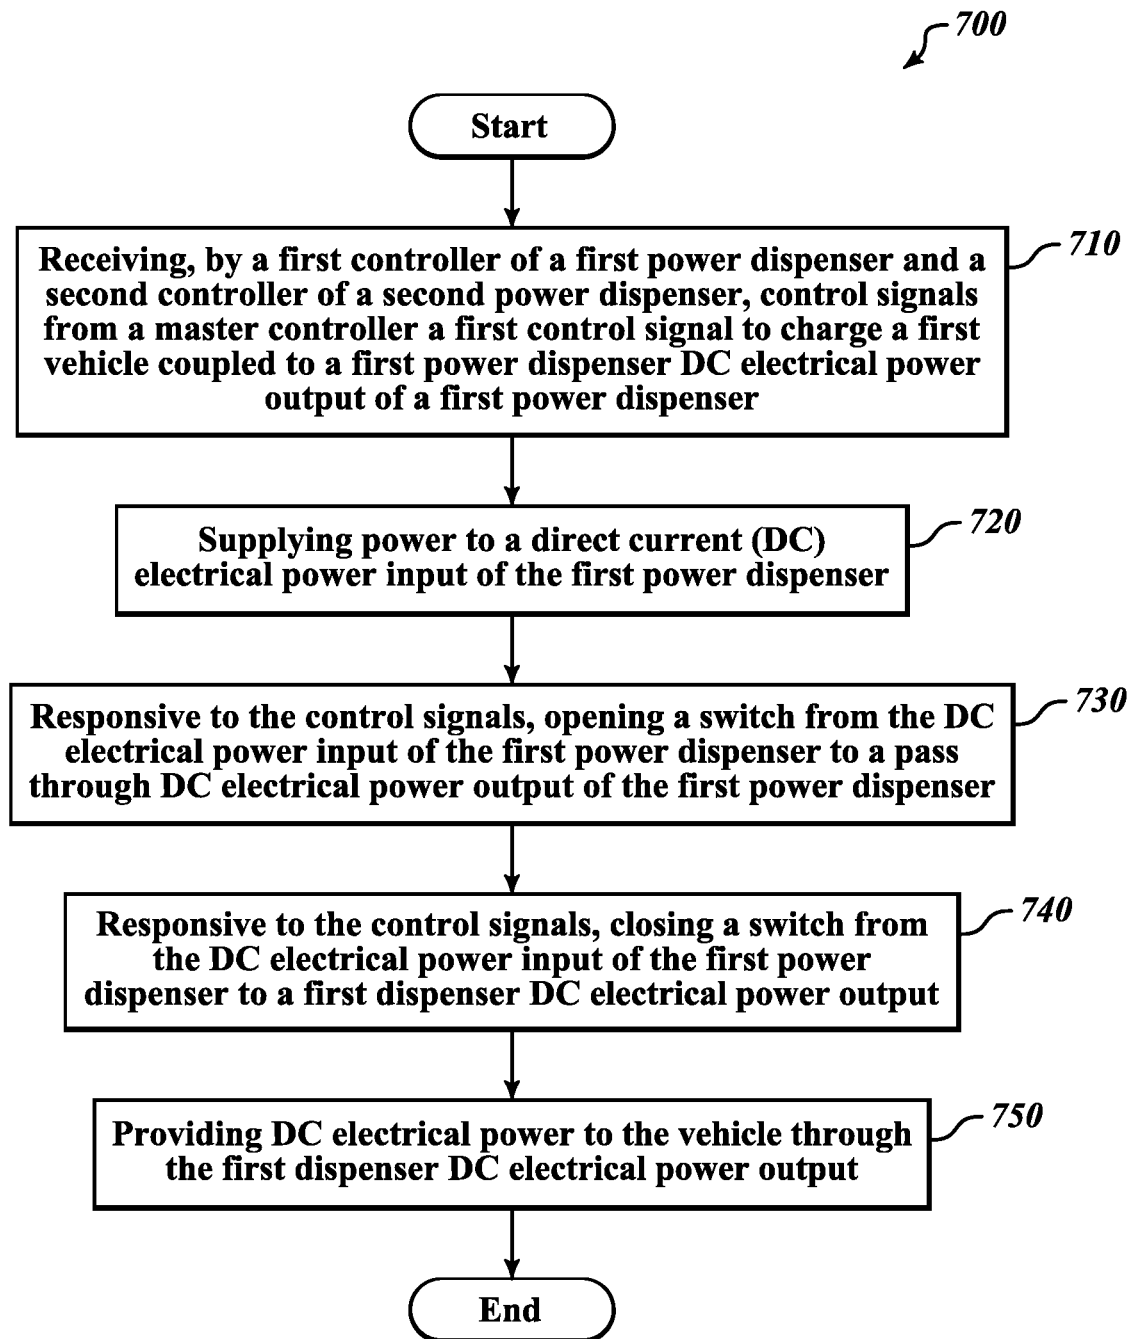 700
Start
710
Receiving, by a first controller of a first power dispenser and a
second controller of a second power dispenser, control signals
from a master controller a first control signal to charge a first
vehicle coupled to a first power dispenser DC electrical power
output of a first power dispenser
720
Supplying power to a direct current (DC)
electrical power input of the first power dispenser
730
Responsive to the control signals, opening a switch from the DC
electrical power input of the first power dispenser to a pass
through DC electrical power output of the first power dispenser
740
Responsive to the control signals, closing a switch from
the DC electrical power input of the first power
dispenser to a first dispenser DC electrical power output
750
Providing DC electrical power to the vehicle through
the first dispenser DC electrical power output
End